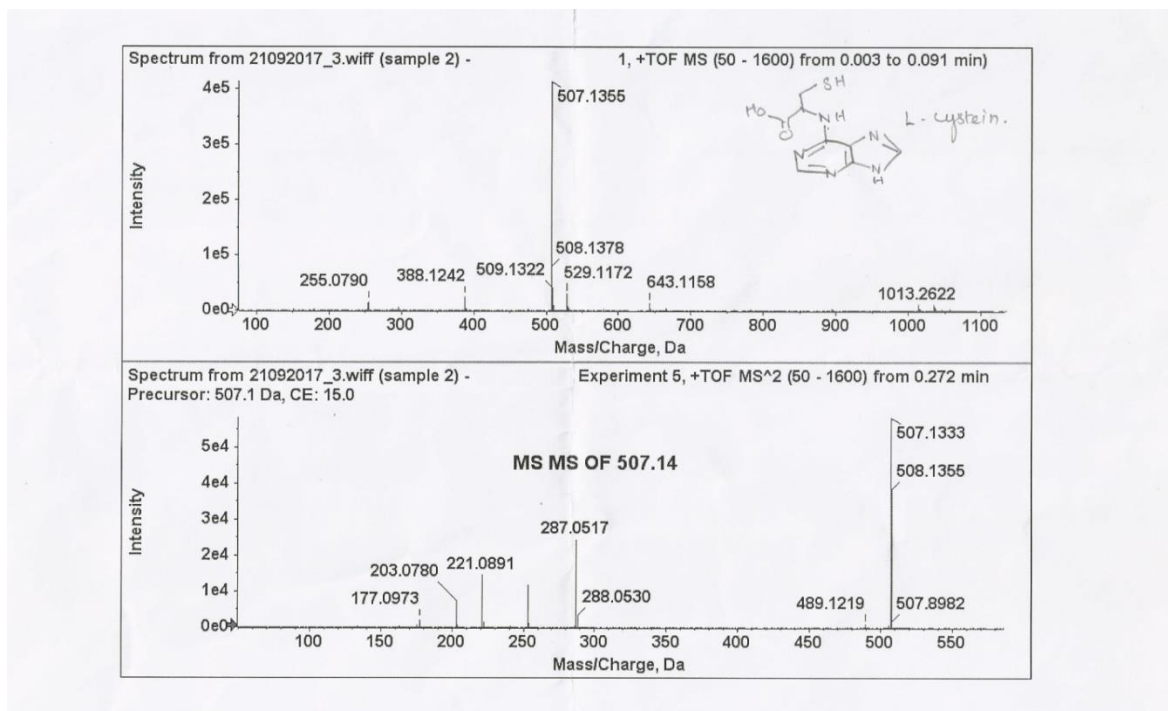 Spectrum from 21092017_3.wiff (sample 2) - 1, +TOF MS (50 - 1600) from 0.003 to 0.091 min)
4e5
3e5
2e5
1e5
0e0
Intensity
507.1355
508.1378
509.1322
529.1172
255.0790
388.1242
643.1158
1013.2622
SH
HO
O
NH
L-cystein.
N
N
N
N
H
100 200 300 400 500 600 700 800 900 1000 1100
Mass/Charge, Da
Spectrum from 21092017_3.wiff (sample 2) - Experiment 5, +TOF MS^2 (50 - 1600) from 0.272 min
Precursor: 507.1 Da, CE: 15.0
5e4
4e4
3e4
2e4
1e4
0e0
Intensity
507.1333
MS MS OF 507.14
508.1355
287.0517
203.0780
221.0891
177.0973
288.0530
489.1219
507.8982
100 150 200 250 300 350 400 450 500 550
Mass/Charge, Da